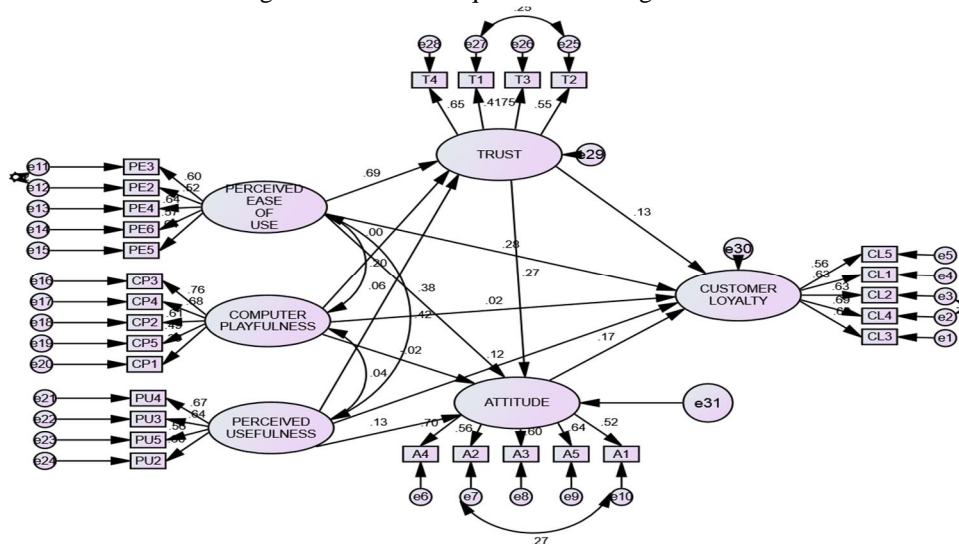 .25
e28 e27 e26 e25
T4 T1 T3 T2
.65 .4175 .55
TRUST
e29
e11 PE3
e12 PE2
e13 PE4
e14 PE6
e15 PE5
.60
.52
.64
PERCEIVED
EASE
OF
USE
.69
.00
.20
.06
.38
.28
.27
.13
.42
e16 CP3
e17 CP4
e18 CP2
e19 CP5
e20 CP1
.76
.68
.61
COMPUTER
PLAYFULNESS
.02
.02
.12
.04
.17
e30
CUSTOMER
LOYALTY
.56
.63
.63
.69
CL5 e5
CL1 e4
CL2 e3
CL4 e2
CL3 e1
e21 PU4
e22 PU3
e23 PU5
e24 PU2
.67
.64
PERCEIVED
USEFULNESS
.13
ATTITUDE
e31
.70 .56 .60 .64 .52
A4 A2 A3 A5 A1
e6 e7 e8 e9 e10
.27